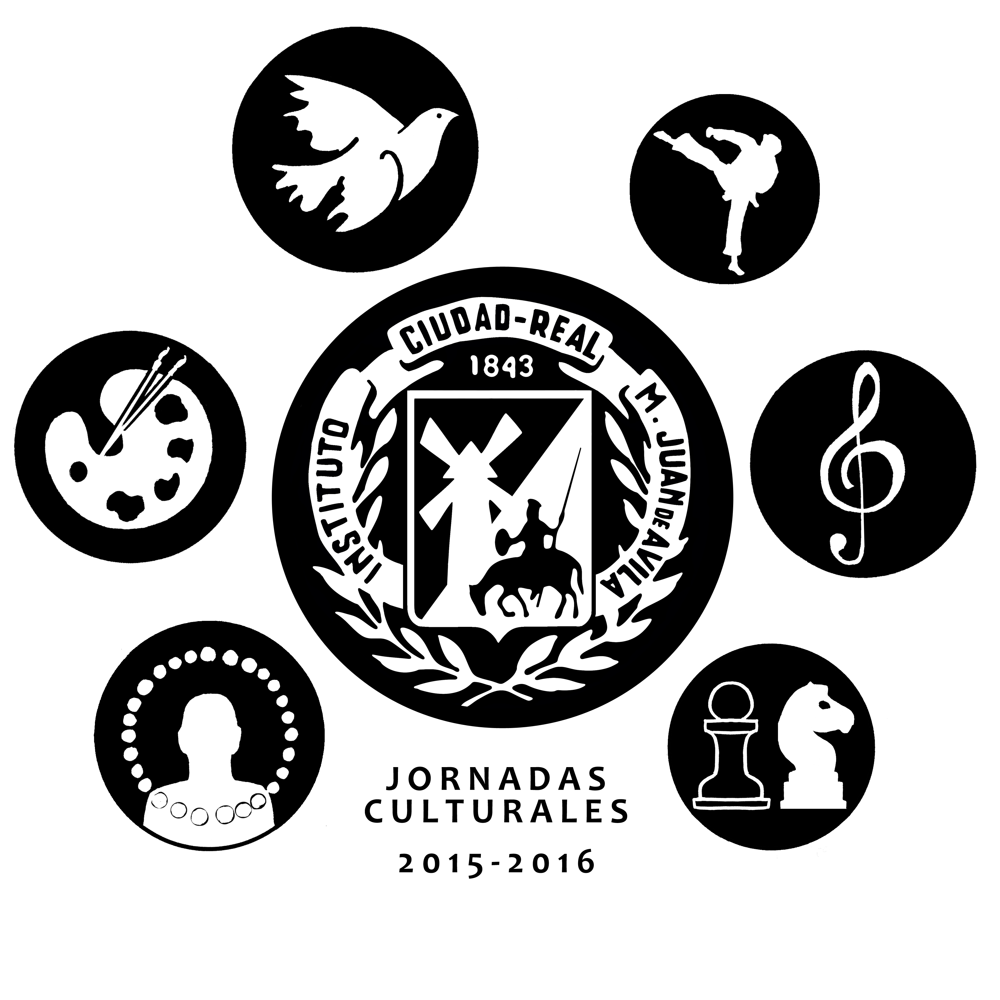 CIUDAD-REAL
1843
INSTITUTO
M. JUAN DE AVILA
JORNADAS
CULTURALES
2015-2016